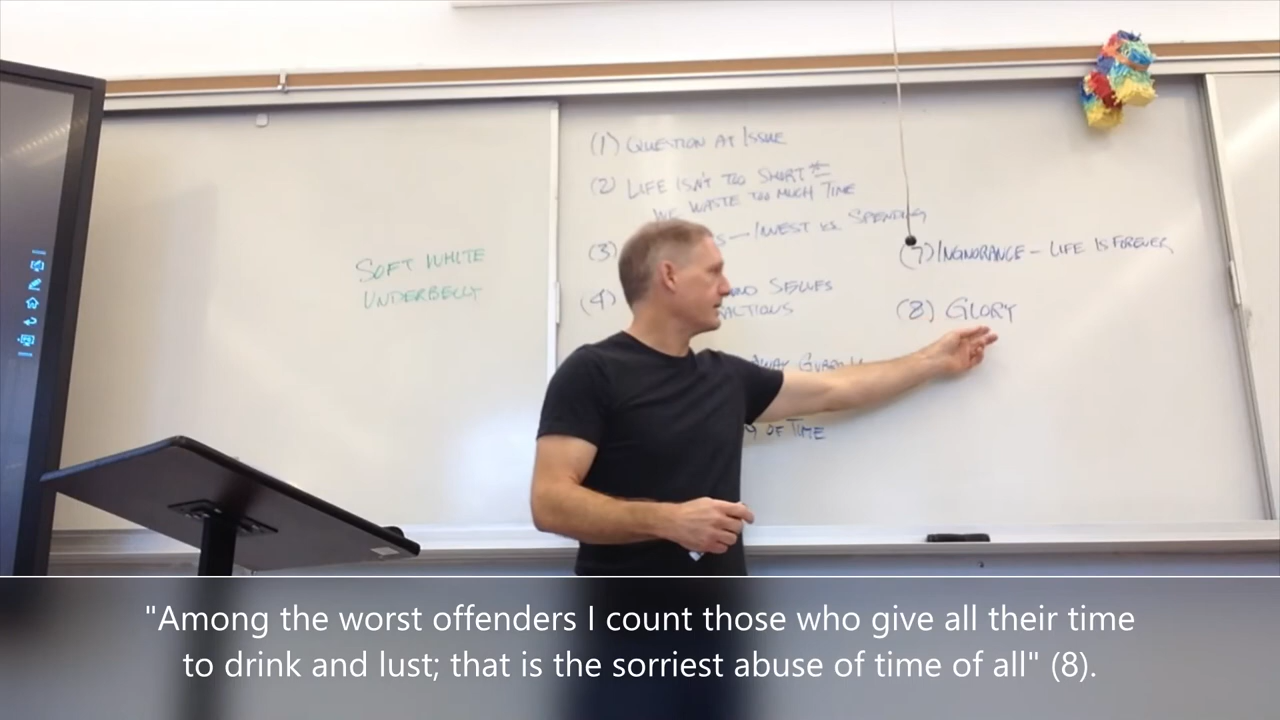 (1) QUESTION AT ISSUE
(2) LIFE ISN'T TOO SHORT
WE WASTE TOO MUCH TIME
(3) — INVEST VS. SPENDING
(4) SELVES
OF TIME
(7) INGNORANCE – LIFE IS FOREVER
(8) GLORY
SOFT WHITE
UNDERBELLY
"Among the worst offenders I count those who give all their time
to drink and lust; that is the sorriest abuse of time of all" (8).